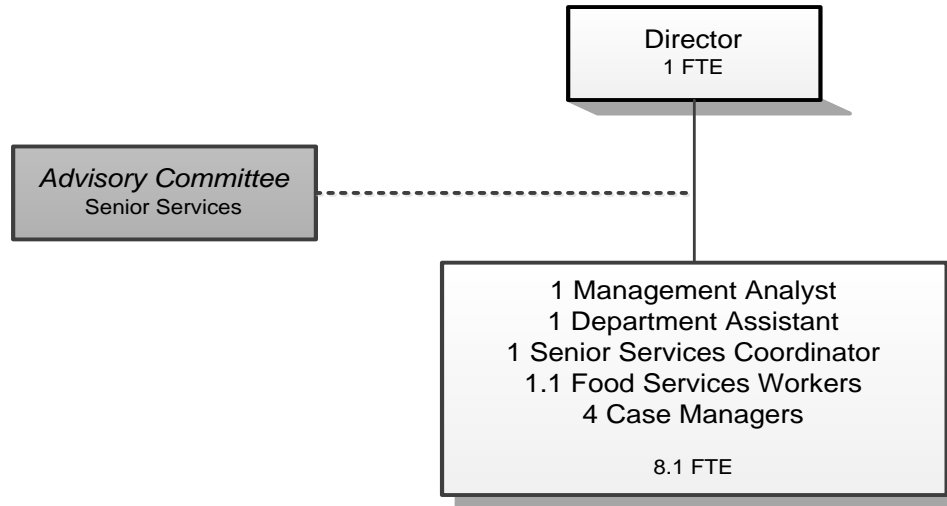 Director
1 FTE
Advisory Committee
Senior Services
1 Management Analyst
1 Department Assistant
1 Senior Services Coordinator
1.1 Food Services Workers
4 Case Managers
8.1 FTE